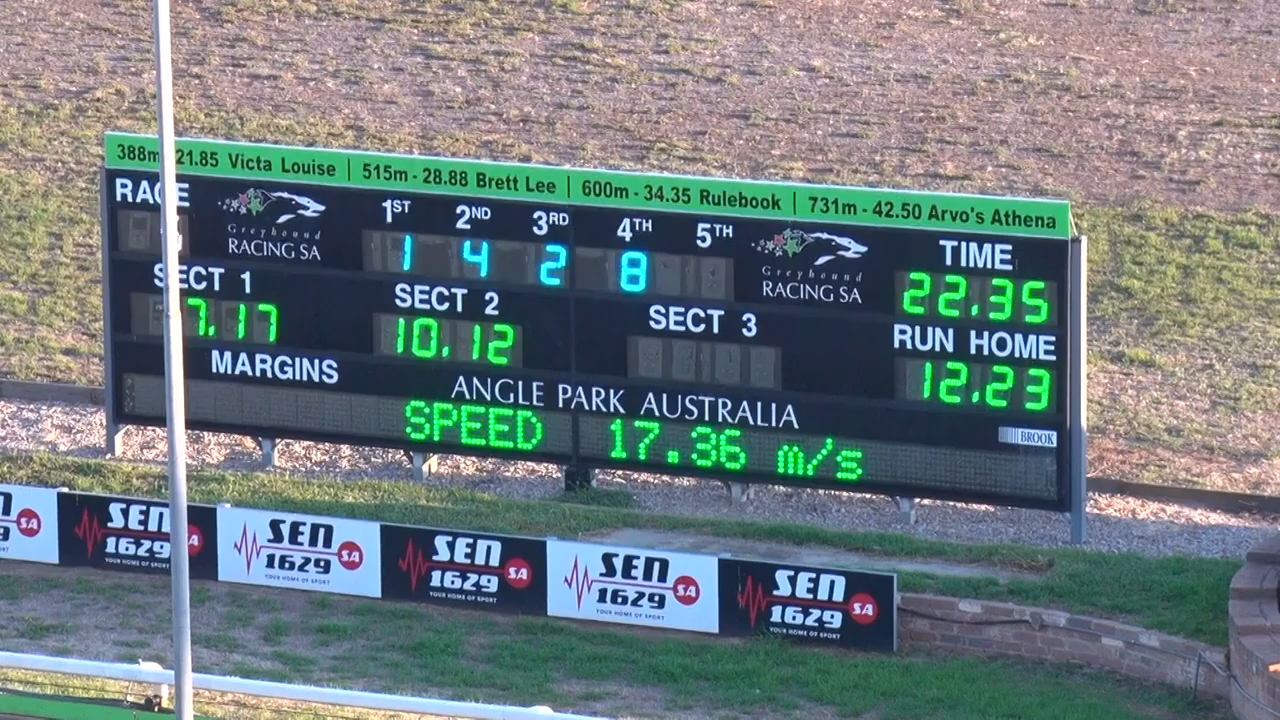 388m 21.85 Victa Louise | 515m - 28.88 Brett Lee | 600m - 34.35 Rulebook | 731m - 42.50 Arvo's Athena
RACE
Greyhound
RACING SA
1ST 2ND 3RD 4TH 5TH
1 4 2 8
Greyhound
RACING SA
TIME
22.35
SECT 1
7.17
SECT 2
10.12
SECT 3
RUN HOME
12.23
MARGINS
ANGLE PARK AUSTRALIA
SPEED 17.36 m/s
BROOK
9 SA
SEN
1629 A
YOUR HOME OF SPORT
SEN
1629 SA
YOUR HOME OF SPORT
SEN
1629 SA
YOUR HOME OF SPORT
SEN
1629 SA
YOUR HOME OF SPORT
SEN
1629 SA
YOUR HOME OF SPORT